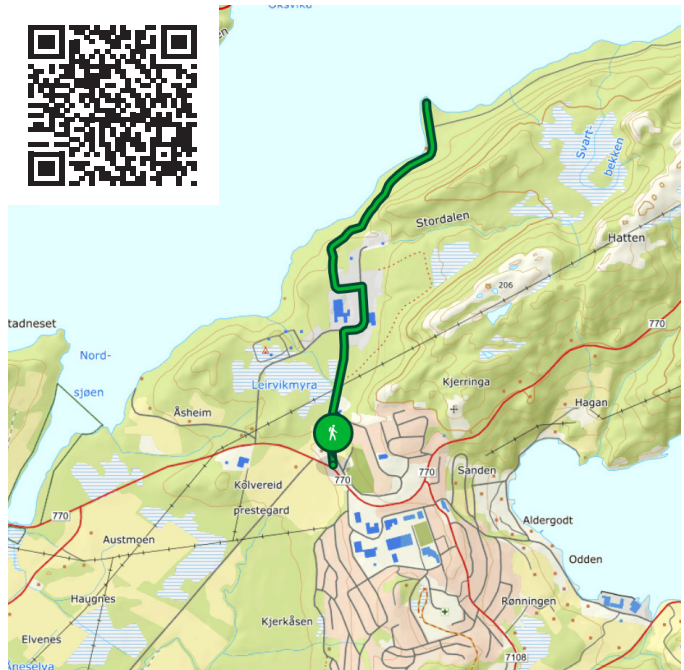 Stordalen
Svart-
bekken
Hatten
206
770
tadneset
Nord-
sjøen
Leirvikmyra
Kjerringa
Åsheim
Hagan
770
Sanden
Kolvereid
prestegard
770
770
Aldergodt
Austmoen
Odden
Haugnes
Rønningen
Kjerkåsen
Elvenes
7108
Åneselva